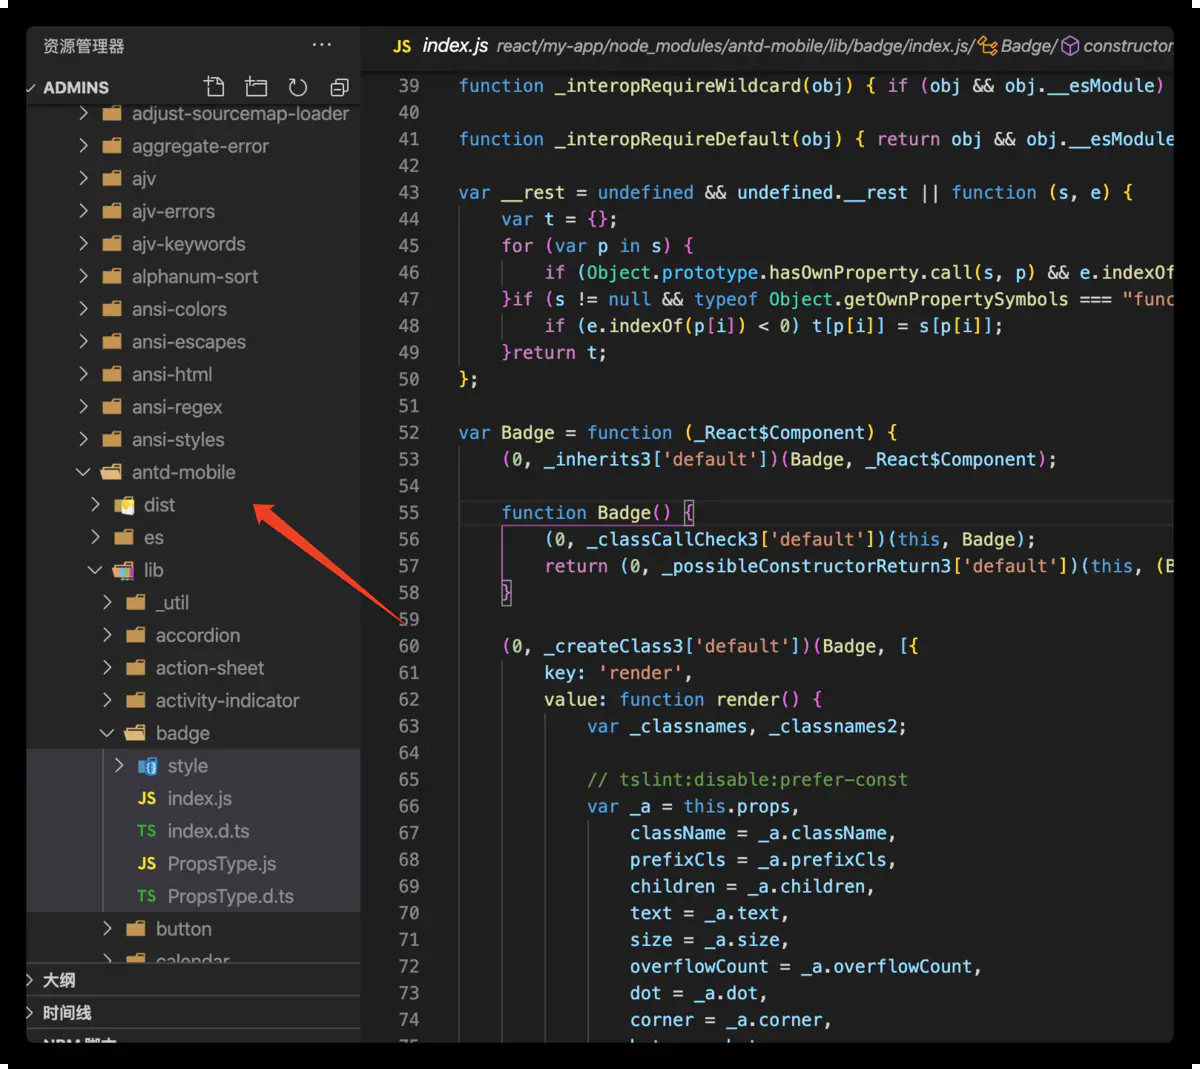 资源管理器
ADMINS
adjust-sourcemap-loader
aggregate-error
ajv
ajv-errors
ajv-keywords
alphanum-sort
ansi-colors
ansi-escapes
ansi-html
ansi-regex
ansi-styles
antd-mobile
dist
es
lib
_util
accordion
action-sheet
activity-indicator
badge
style
JS index.js
TS index.d.ts
JS PropsType.js
TS PropsType.d.ts
button
calendar
大纲
时间线
NPM 脚本
JS index.js react/my-app/node_modules/antd-mobile/lib/badge/index.js/ Badge/ constructor
39 function _interopRequireWildcard(obj) { if (obj && obj.__esModule)
40
41 function _interopRequireDefault(obj) { return obj && obj.__esModule
42
43 var __rest = undefined && undefined.__rest || function (s, e) {
44 var t = {};
45 for (var p in s) {
46 if (Object.prototype.hasOwnProperty.call(s, p) && e.indexOf
47 }if (s != null && typeof Object.getOwnPropertySymbols === "func
48 if (e.indexOf(p[i]) < 0) t[p[i]] = s[p[i]];
49 }return t;
50 };
51
52 var Badge = function (_React$Component) {
53 (0, _inherits3['default'])(Badge, _React$Component);
54
55 function Badge() {
56 (0, _classCallCheck3['default'])(this, Badge);
57 return (0, _possibleConstructorReturn3['default'])(this, (B
58 }
59
60 (0, _createClass3['default'])(Badge, [{
61 key: 'render',
62 value: function render() {
63 var _classnames, _classnames2;
64
65 // tslint:disable:prefer-const
66 var _a = this.props,
67 className = _a.className,
68 prefixCls = _a.prefixCls,
69 children = _a.children,
70 text = _a.text,
71 size = _a.size,
72 overflowCount = _a.overflowCount,
73 dot = _a.dot,
74 corner = _a.corner,
75